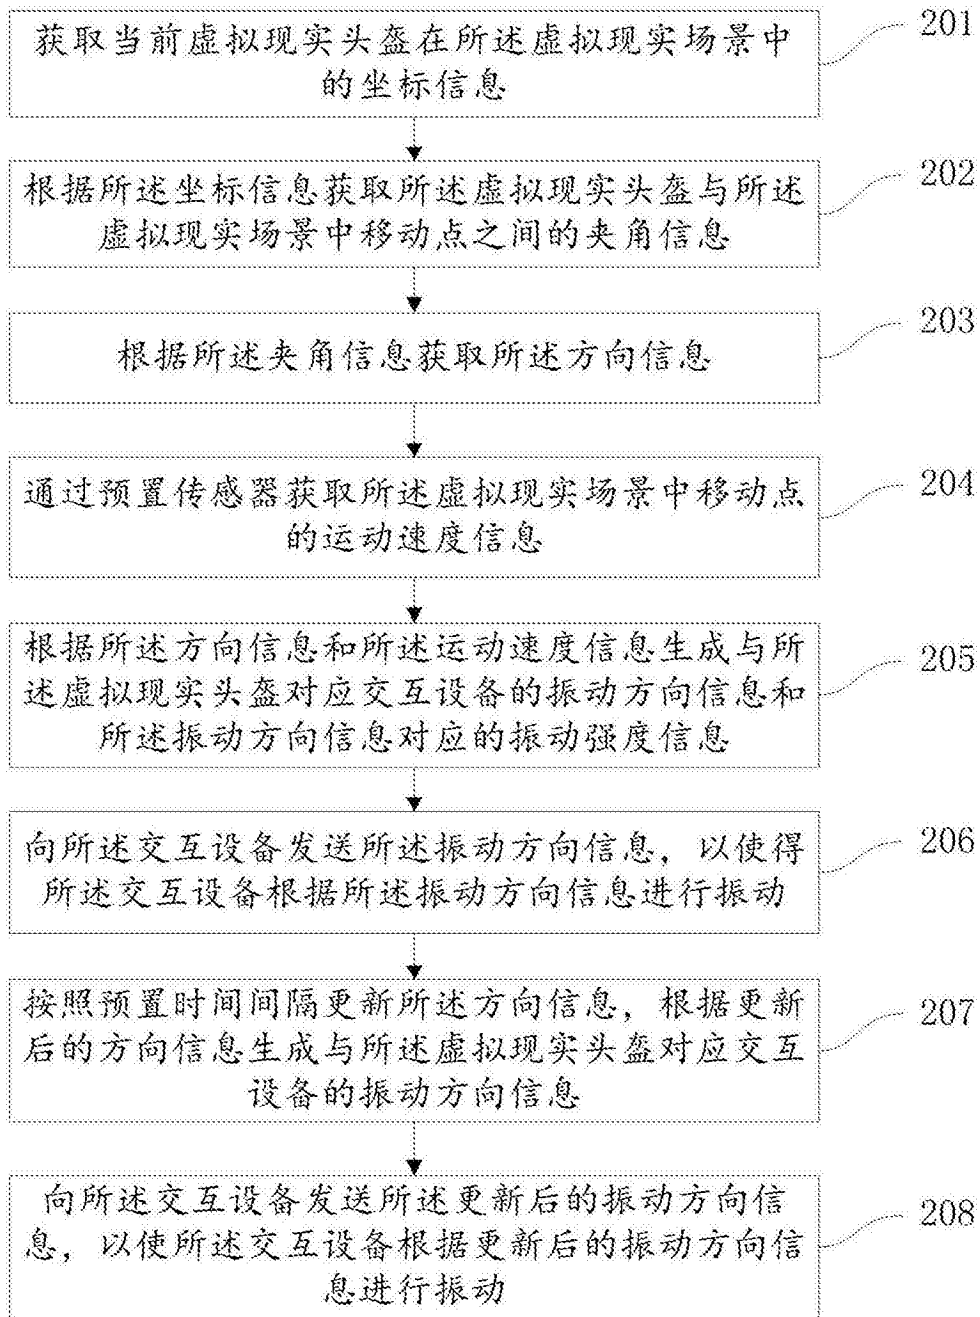 获取当前虚拟现实头盔在所述虚拟现实场景中
的坐标信息
201
根据所述坐标信息获取所述虚拟现实头盔与所述
虚拟现实场景中移动点之间的夹角信息
202
根据所述夹角信息获取所述方向信息
203
通过预置传感器获取所述虚拟现实场景中移动点
的运动速度信息
204
根据所述方向信息和所述运动速度信息生成与所
述虚拟现实头盔对应交互设备的振动方向信息和
所述振动方向信息对应的振动强度信息
205
向所述交互设备发送所述振动方向信息，以使得
所述交互设备根据所述振动方向信息进行振动
206
按照预置时间间隔更新所述方向信息，根据更新
后的方向信息生成与所述虚拟现实头盔对应交互
设备的振动方向信息
207
向所述交互设备发送所述更新后的振动方向信
息，以使所述交互设备根据更新后的振动方向信
息进行振动
208